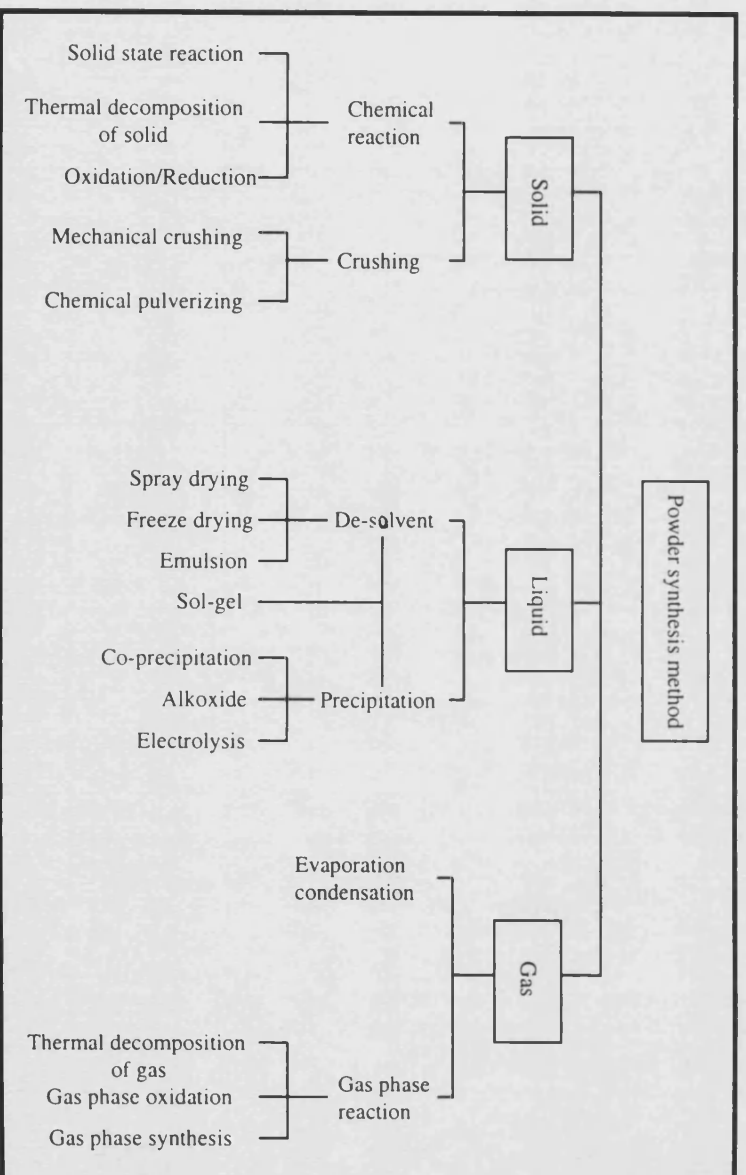 Powder synthesis method
Solid
Chemical
reaction
Solid state reaction
Thermal decomposition
of solid
Oxidation/Reduction
Crushing
Mechanical crushing
Chemical pulverizing
Liquid
De-solvent
Spray drying
Freeze drying
Emulsion
Sol-gel
Precipitation
Co-precipitation
Alkoxide
Electrolysis
Gas
Evaporation
condensation
Gas phase
reaction
Thermal decomposition
of gas
Gas phase oxidation
Gas phase synthesis